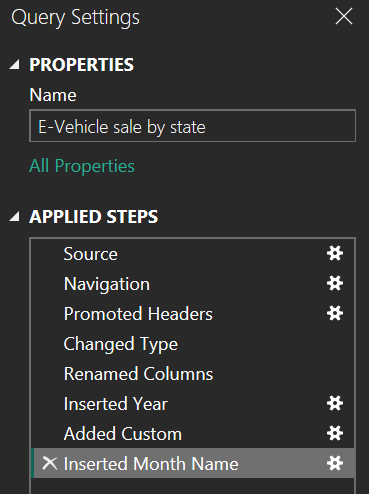 Query Settings
PROPERTIES
Name
E-Vehicle sale by state
All Properties
APPLIED STEPS
Source
Navigation
Promoted Headers
Changed Type
Renamed Columns
Inserted Year
Added Custom
Inserted Month Name